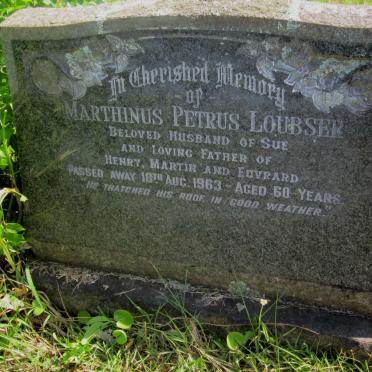 In Cherished Memory
of
Marthinus Petrus Loubser
Beloved Husband of Sue
and Loving Father of
Henry, Martin and Euvrard
Passed away 18th Aug. 1963 - Aged 60 Years.
"He thatched his roof in good weather."